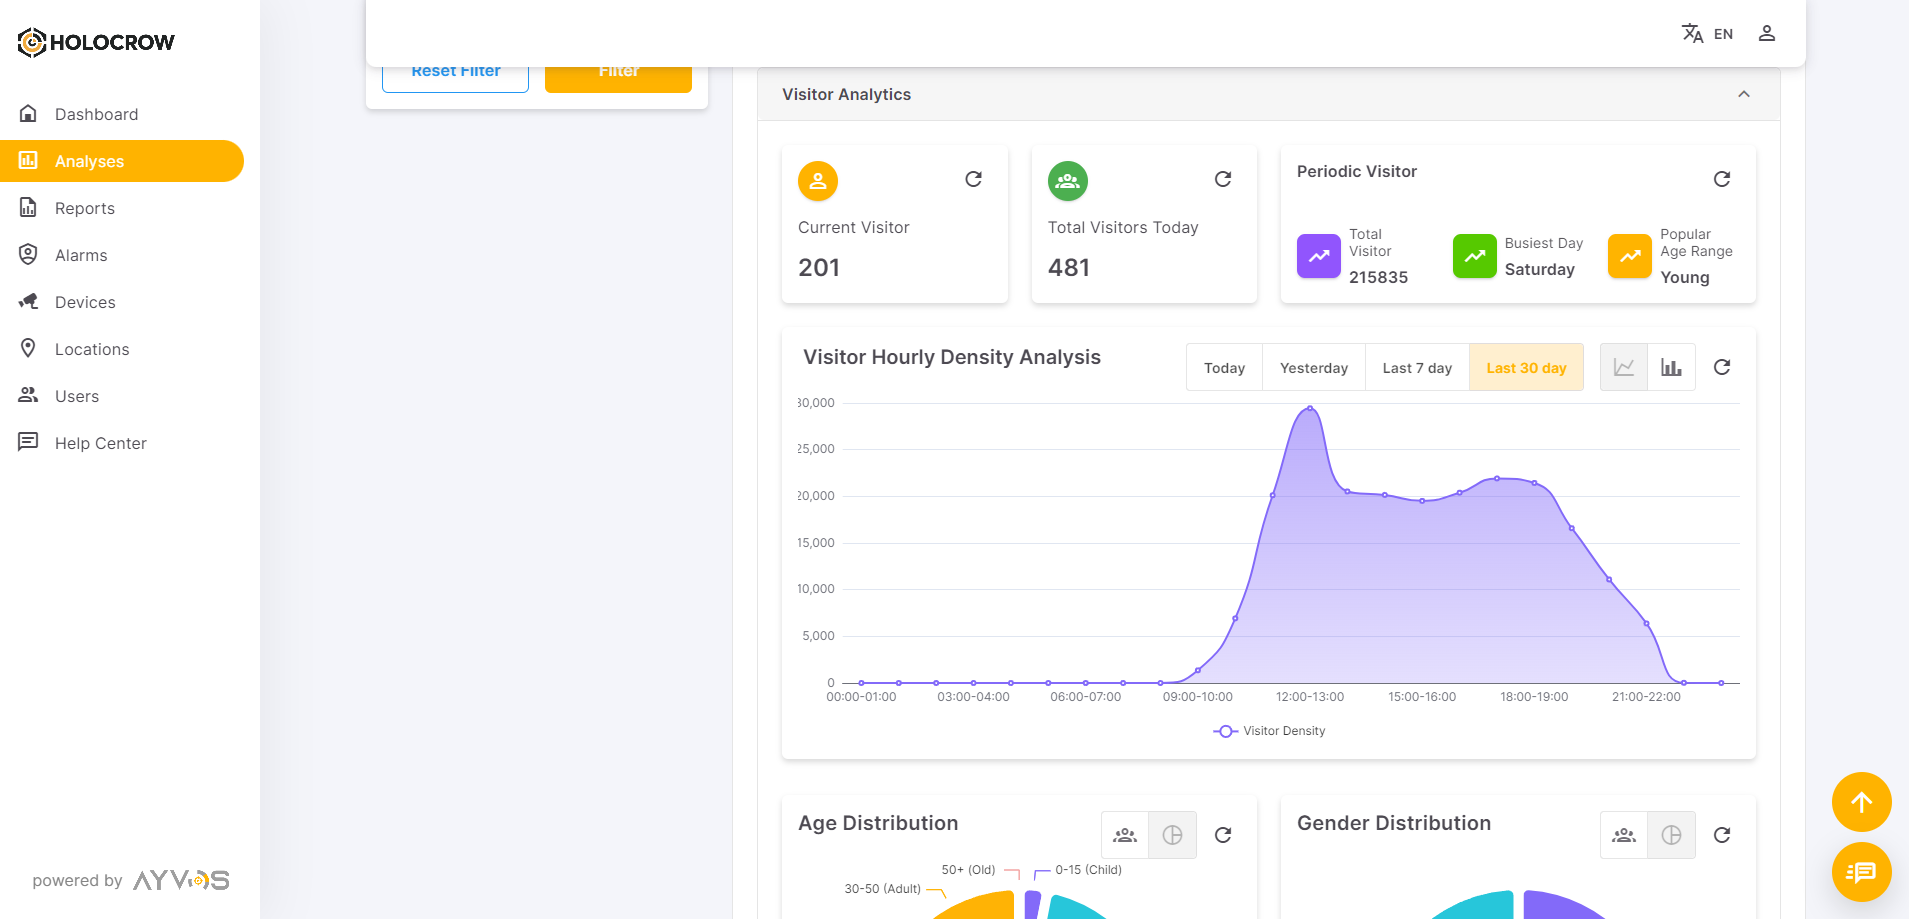 HOLOCROW
Dashboard
Analyses
Reports
Alarms
Devices
Locations
Users
Help Center
powered by AYVOS
EN
Reset Filter
Filter
Visitor Analytics
Current Visitor
201
Total Visitors Today
481
Periodic Visitor
Total
Visitor
215835
Busiest Day
Saturday
Popular
Age Range
Young
Visitor Hourly Density Analysis
Today
Yesterday
Last 7 day
Last 30 day
30,000
25,000
20,000
15,000
10,000
5,000
0
00:00-01:00
03:00-04:00
06:00-07:00
09:00-10:00
12:00-13:00
15:00-16:00
18:00-19:00
21:00-22:00
Visitor Density
Age Distribution
50+ (Old)
0-15 (Child)
30-50 (Adult)
Gender Distribution